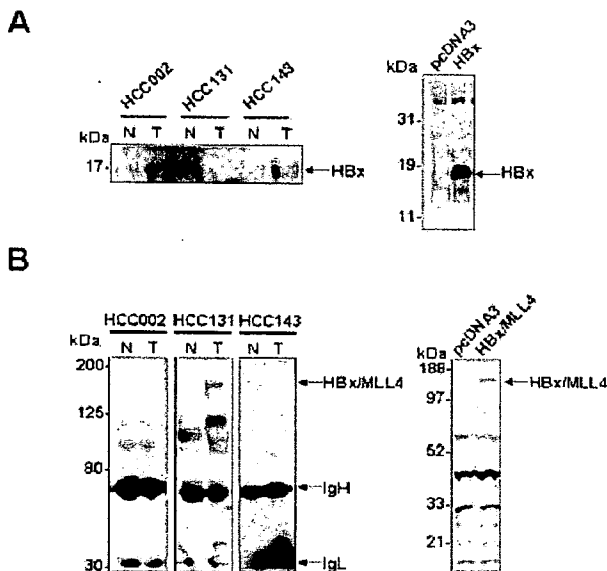 A
HCC002 HCC131 HCC143
N T N T N T
kDa
17
HBx
pcDNA3
HBx
kDa
31
19
HBx
11
B
HCC002 HCC131 HCC143
N T N T N T
kDa
200
HBx/MLL4
125
80
IgH
30
IgL
pcDNA3
HBx/MLL4
kDa
188
HBx/MLL4
97
52
33
21